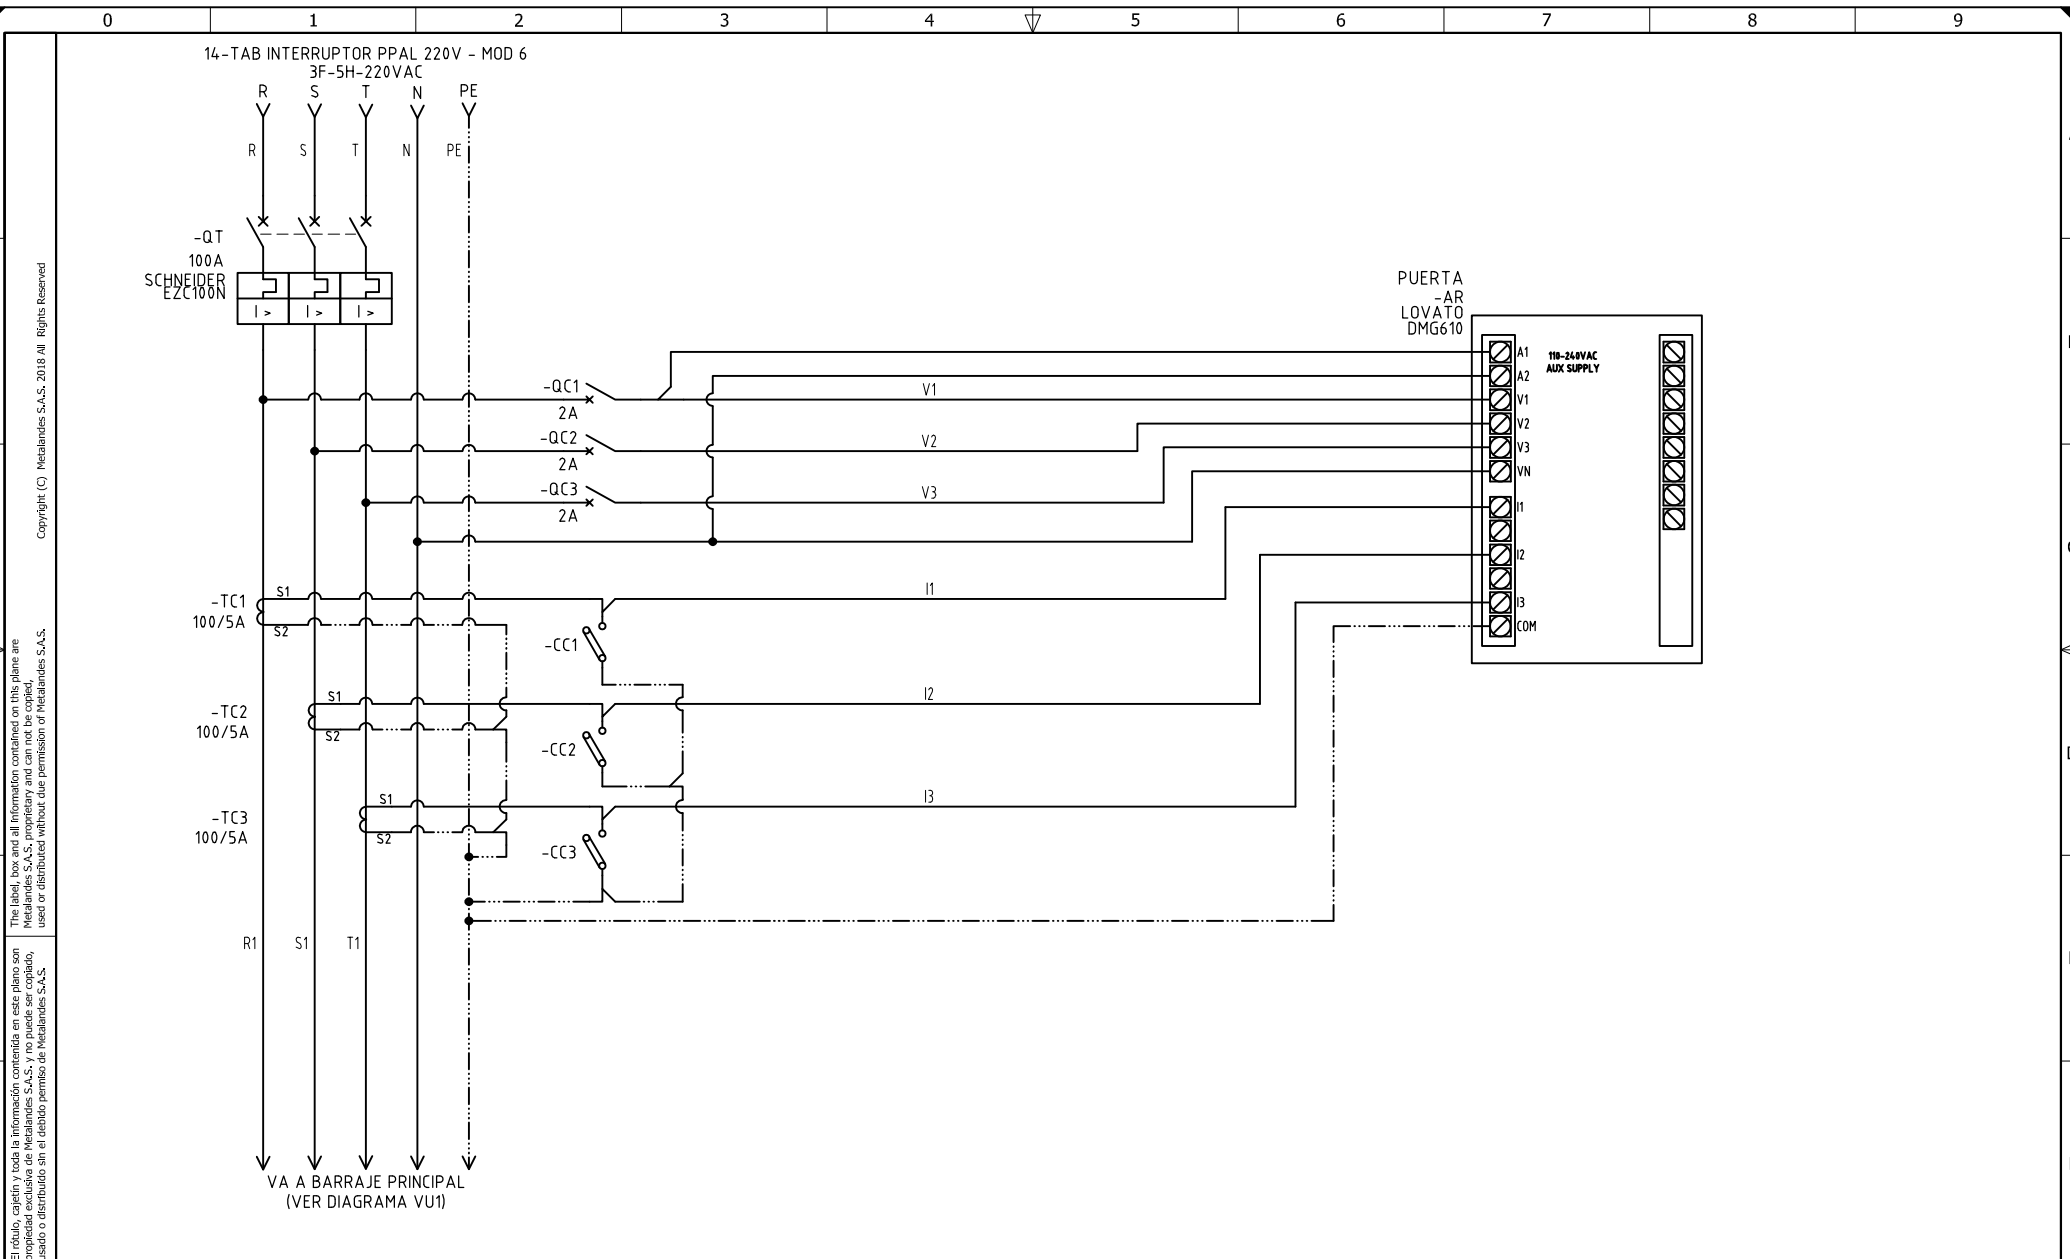 0 1 2 3 4 5 6 7 8 9
14-TAB INTERRUPTOR PPAL 220V - MOD 6
3F-5H-220VAC
R S T N PE
R S T N PE
-QT
100A
SCHNEIDER
EZC100N
PUERTA
-AR
LOVATO
DMG610
A1
110-240VAC
AUX SUPPLY
A2
V1
V2
V3
VN
I1
I2
I3
COM
-QC1
2A
V1
-QC2
2A
V2
-QC3
2A
V3
-TC1
100/5A
S1
S2
I1
-CC1
-TC2
100/5A
S1
S2
I2
-CC2
-TC3
100/5A
S1
S2
I3
-CC3
R1 S1 T1
VA A BARRAJE PRINCIPAL
(VER DIAGRAMA VU1)
Copyright (C) Metalandes S.A.S. 2018 All Rights Reserved
The label, box and all information contained on this plane are
Metalandes S.A.S. proprietary and can not be copied,
used or distributed without due permission of Metalandes S.A.S.
El rótulo, cajetín y toda la información contenida en este plano son
propiedad exclusiva de Metalandes S.A.S. y no puede ser copiado,
usado o distribuido sin el debido permiso de Metalandes S.A.S.